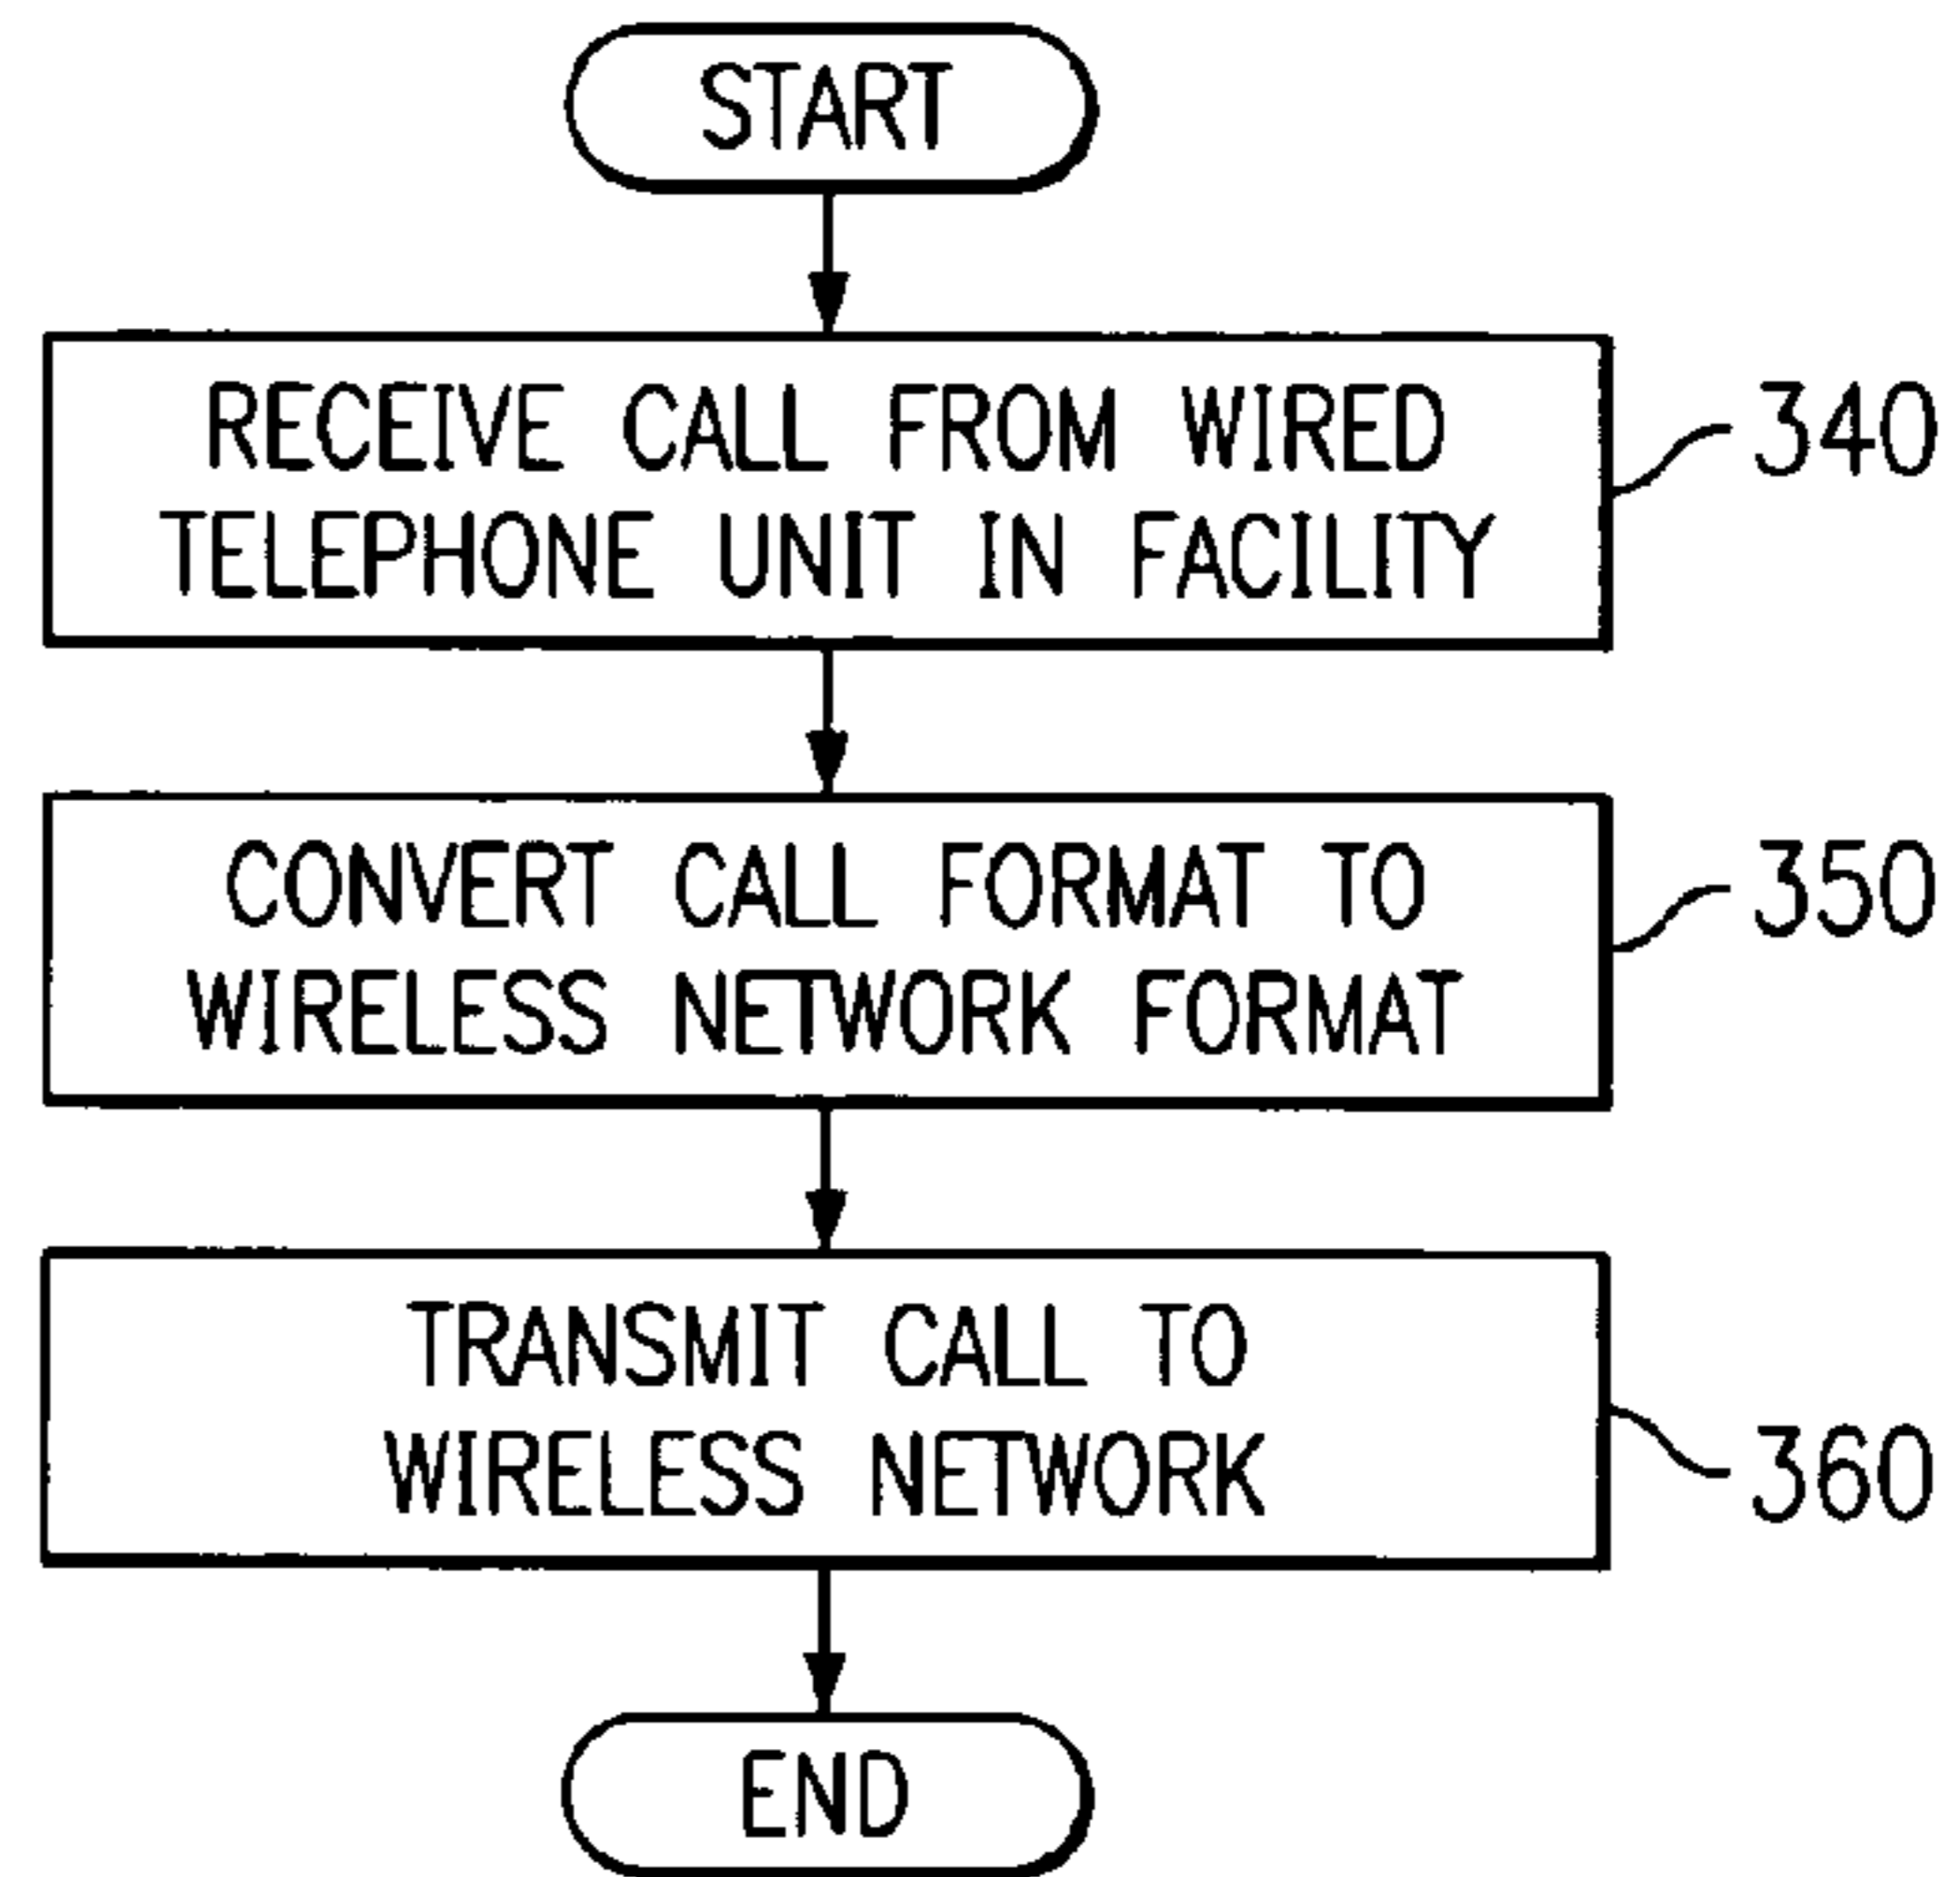 START
RECEIVE CALL FROM WIRED
TELEPHONE UNIT IN FACILITY
340
CONVERT CALL FORMAT TO
WIRELESS NETWORK FORMAT
350
TRANSMIT CALL TO
WIRELESS NETWORK
360
END